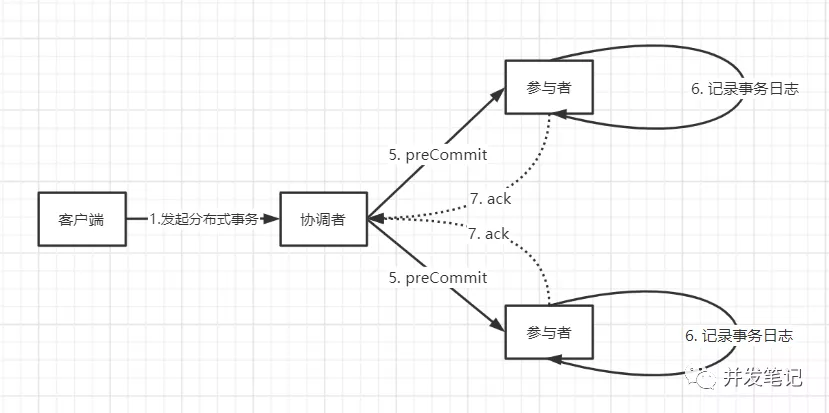 参与者
6. 记录事务日志
5. preCommit
7. ack
客户端
1.发起分布式事务
协调者
7. ack
5. preCommit
参与者
6. 记录事务日志
并发笔记